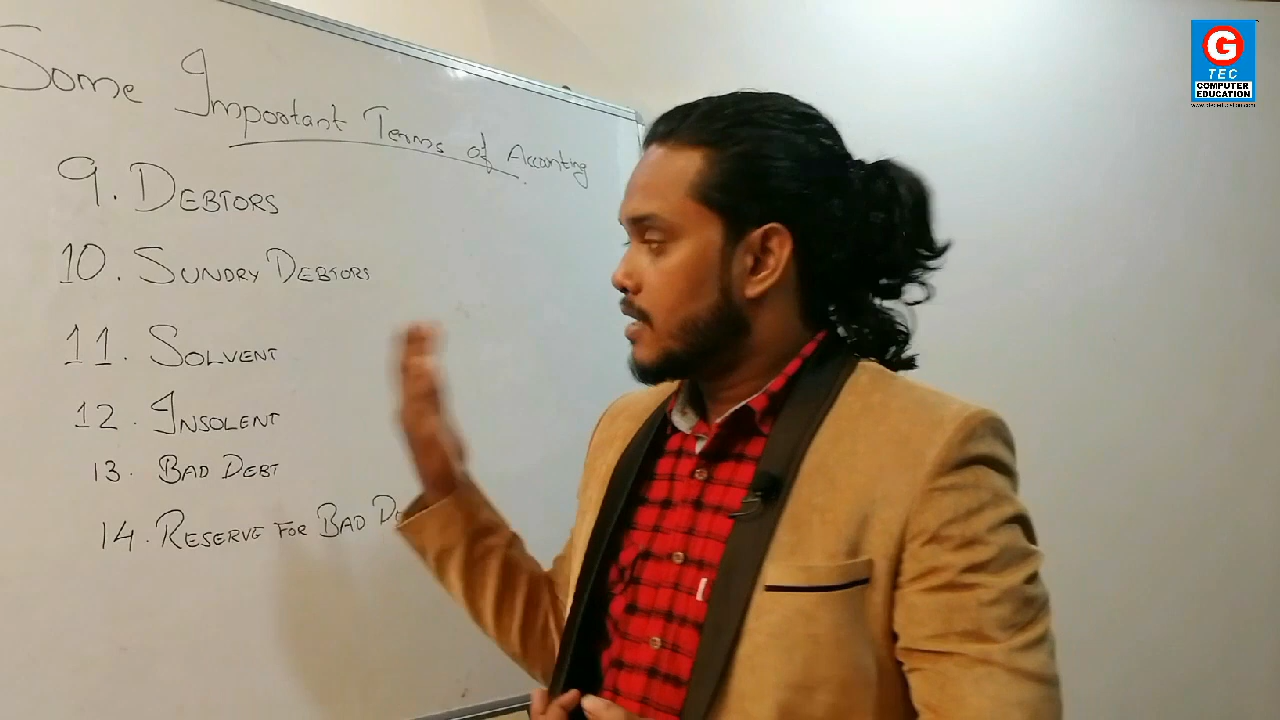 Some Important Terms of Accounting
9. DEBTORS
10. SUNDRY DEBTORS
11. SOLVENT
12. INSOLENT
13. BAD DEBT
14. RESERVE FOR BAD
G
TEC
COMPUTER
EDUCATION